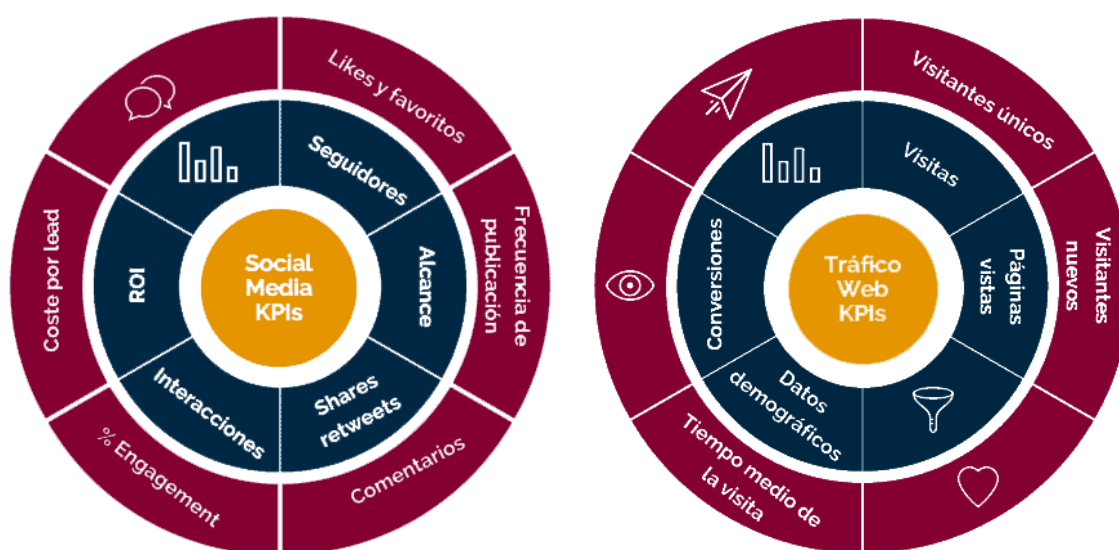 Social
Media
KPIs
Seguidores
Alcance
Shares
retweets
Interacciones
ROI
Likes y favoritos
Frecuencia de
publicación
Comentarios
% Engagement
Coste por lead
Tráfico
Web
KPIs
Visitas
Páginas
vistas
Datos
demográficos
Conversiones
Visitantes únicos
Visitantes
nuevos
Tiempo medio de
la visita